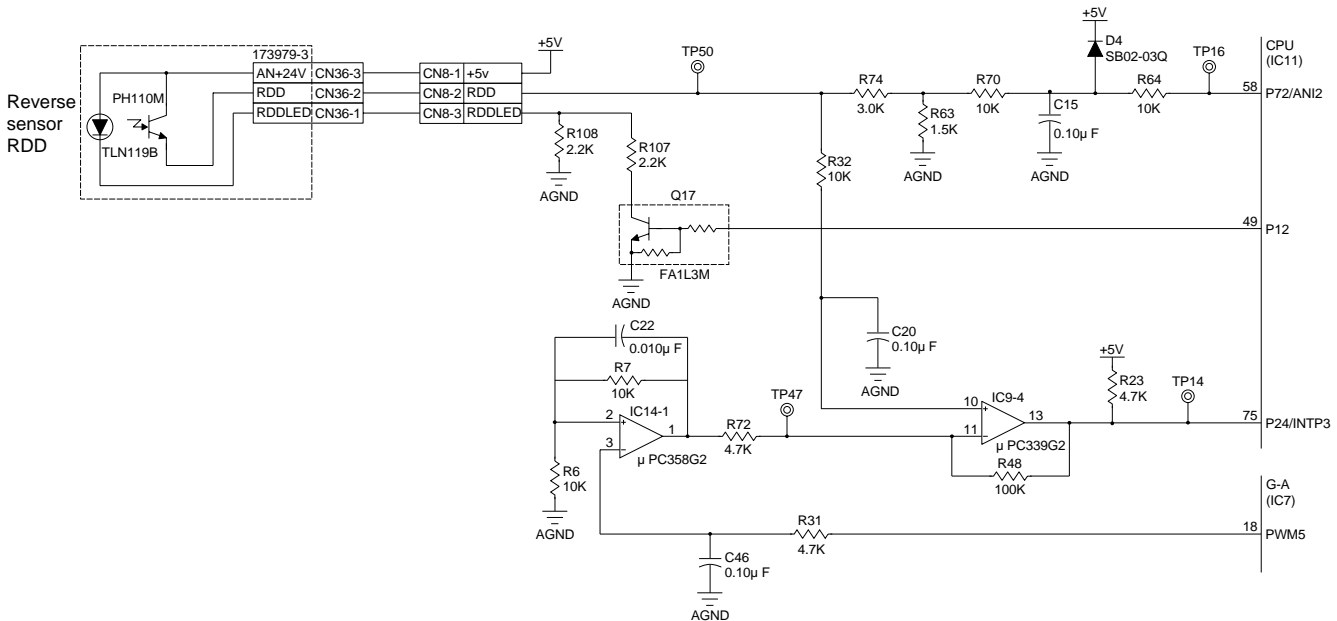 Reverse
sensor
RDD
PH110M
TLN119B
173979-3
AN+24V CN36-3
RDD CN36-2
RDDLED CN36-1
CN8-1 +5v
CN8-2 RDD
CN8-3 RDDLED
+5V
R108
2.2K
AGND
R107
2.2K
Q17
FA1L3M
AGND
TP50
R74
3.0K
R63
1.5K
AGND
R70
10K
C15
0.10µ F
AGND
+5V
D4
SB02-03Q
R64
10K
TP16
58
CPU
(IC11)
P72/ANI2
R32
10K
49
P12
C20
0.10µ F
AGND
C22
0.010µ F
R7
10K
IC14-1
2
+
3
−
1
µ PC358G2
R6
10K
AGND
R72
4.7K
TP47
10
+
11
−
IC9-4
13
µ PC339G2
R48
100K
+5V
R23
4.7K
TP14
75
P24/INTP3
G-A
(IC7)
18
PWM5
R31
4.7K
C46
0.10µ F
AGND